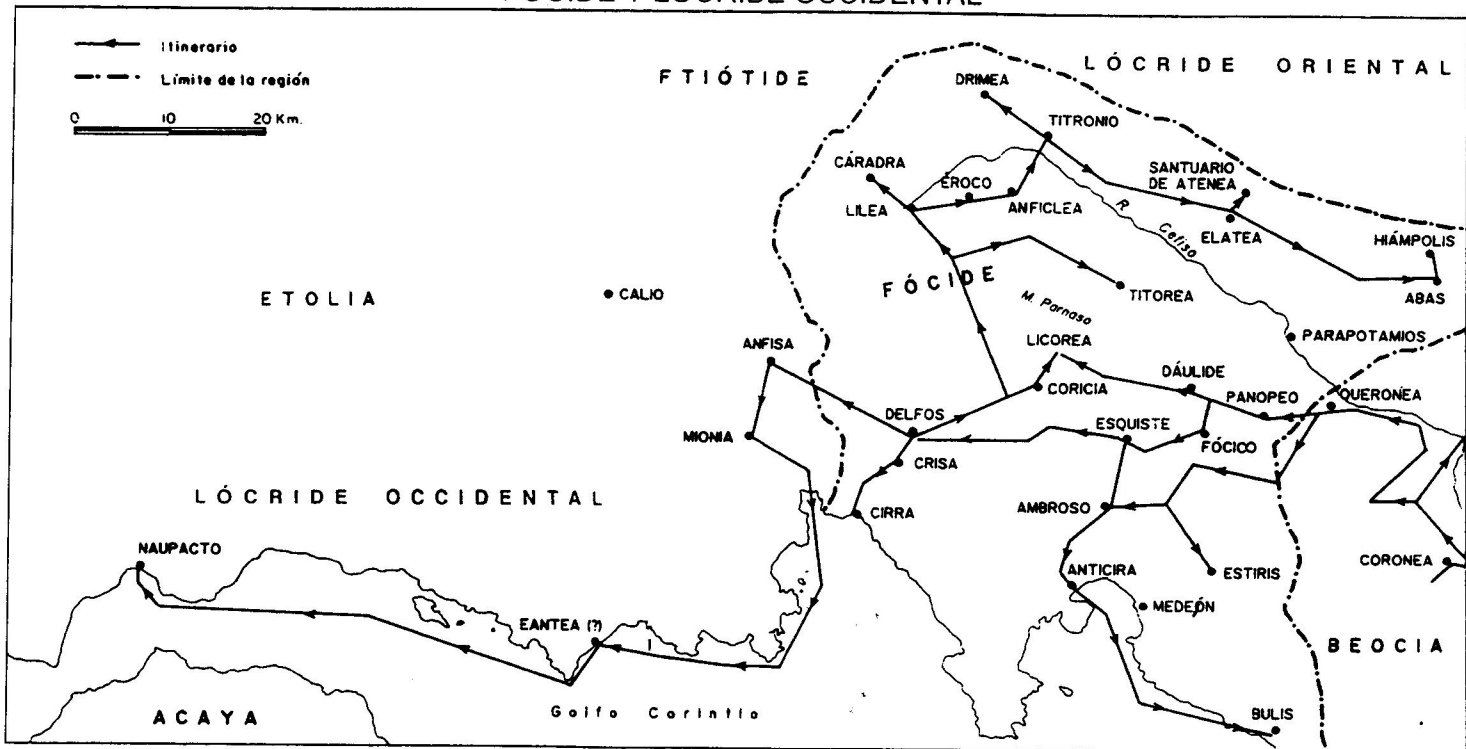 FÓCIDE Y LÓCRIDE OCCIDENTAL
Itinerario
Límite de la región
0 10 20 Km.
FTIÓTIDE
LÓCRIDE ORIENTAL
DRIMEA
TITRONIO
CÁRADRA
SANTUARIO
DE ATENEA
ÉROCO
LILEA
ANFICLEA
R. Cefiso
ELATEA
HIÁMPOLIS
ABAS
ETOLIA
CALIO
FÓCIDE
TITOREA
M. Parnaso
PARAPOTAMIOS
ANFISA
LICOREA
CORICIA
DÁULIDE
PANOPEO
QUERONEA
DELFOS
ESQUISTE
FÓCICO
MIONIA
CRISA
LÓCRIDE OCCIDENTAL
CIRRA
AMBROSO
NAUPACTO
ANTICIRA
ESTIRIS
CORONEA
MEDEÓN
EANTEA (?)
BEOCIA
ACAYA
Golfo Corintio
BULIS